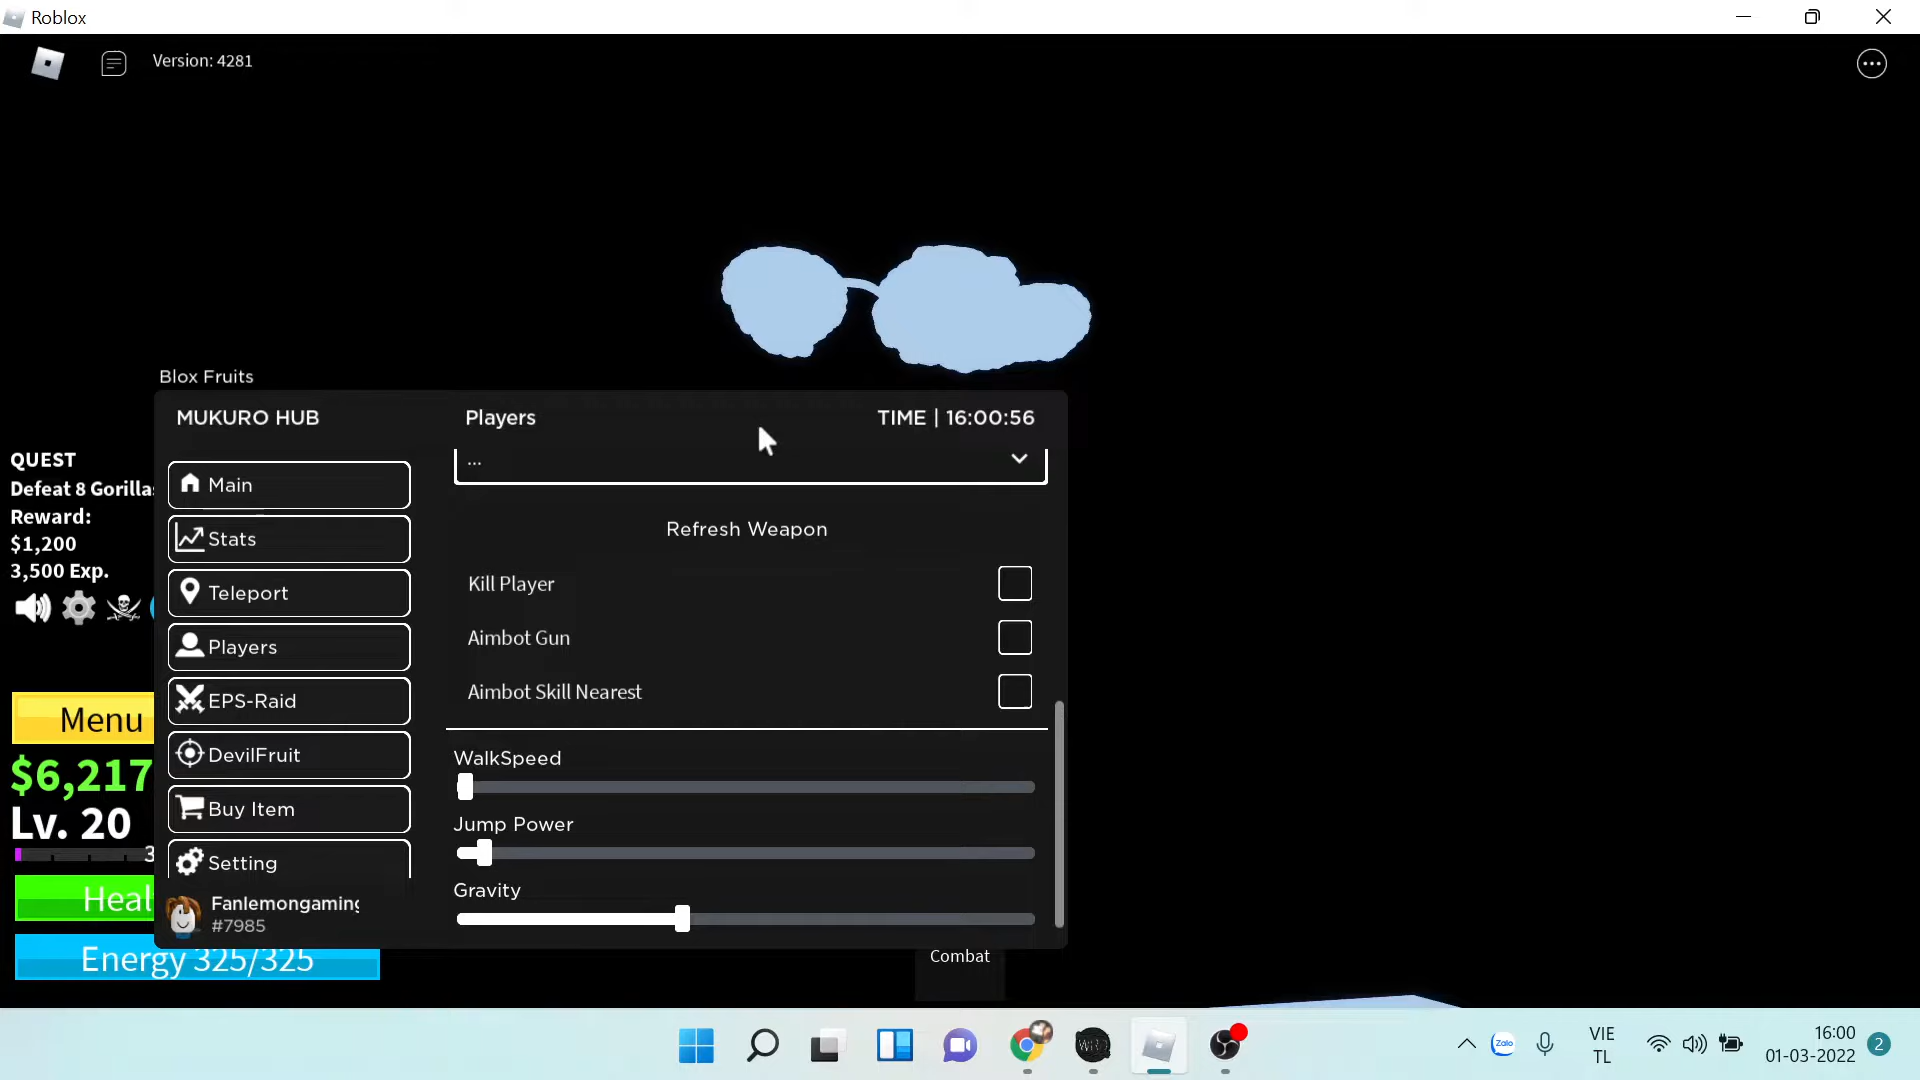 Roblox
Version: 4281
Blox Fruits
MUKURO HUB
Players
TIME | 16:00:56
...
QUEST
Defeat 8 Gorilla
Reward:
$1,200
3,500 Exp.
Menu
$6,217
Lv. 20
3
Heal
Energy 325/325
Main
Stats
Teleport
Players
EPS-Raid
DevilFruit
Buy Item
Setting
Fanlemongaming
#7985
Refresh Weapon
Kill Player
Aimbot Gun
Aimbot Skill Nearest
WalkSpeed
Jump Power
Gravity
Combat
WRD
Zalo
VIE
TL
16:00
01-03-2022
2